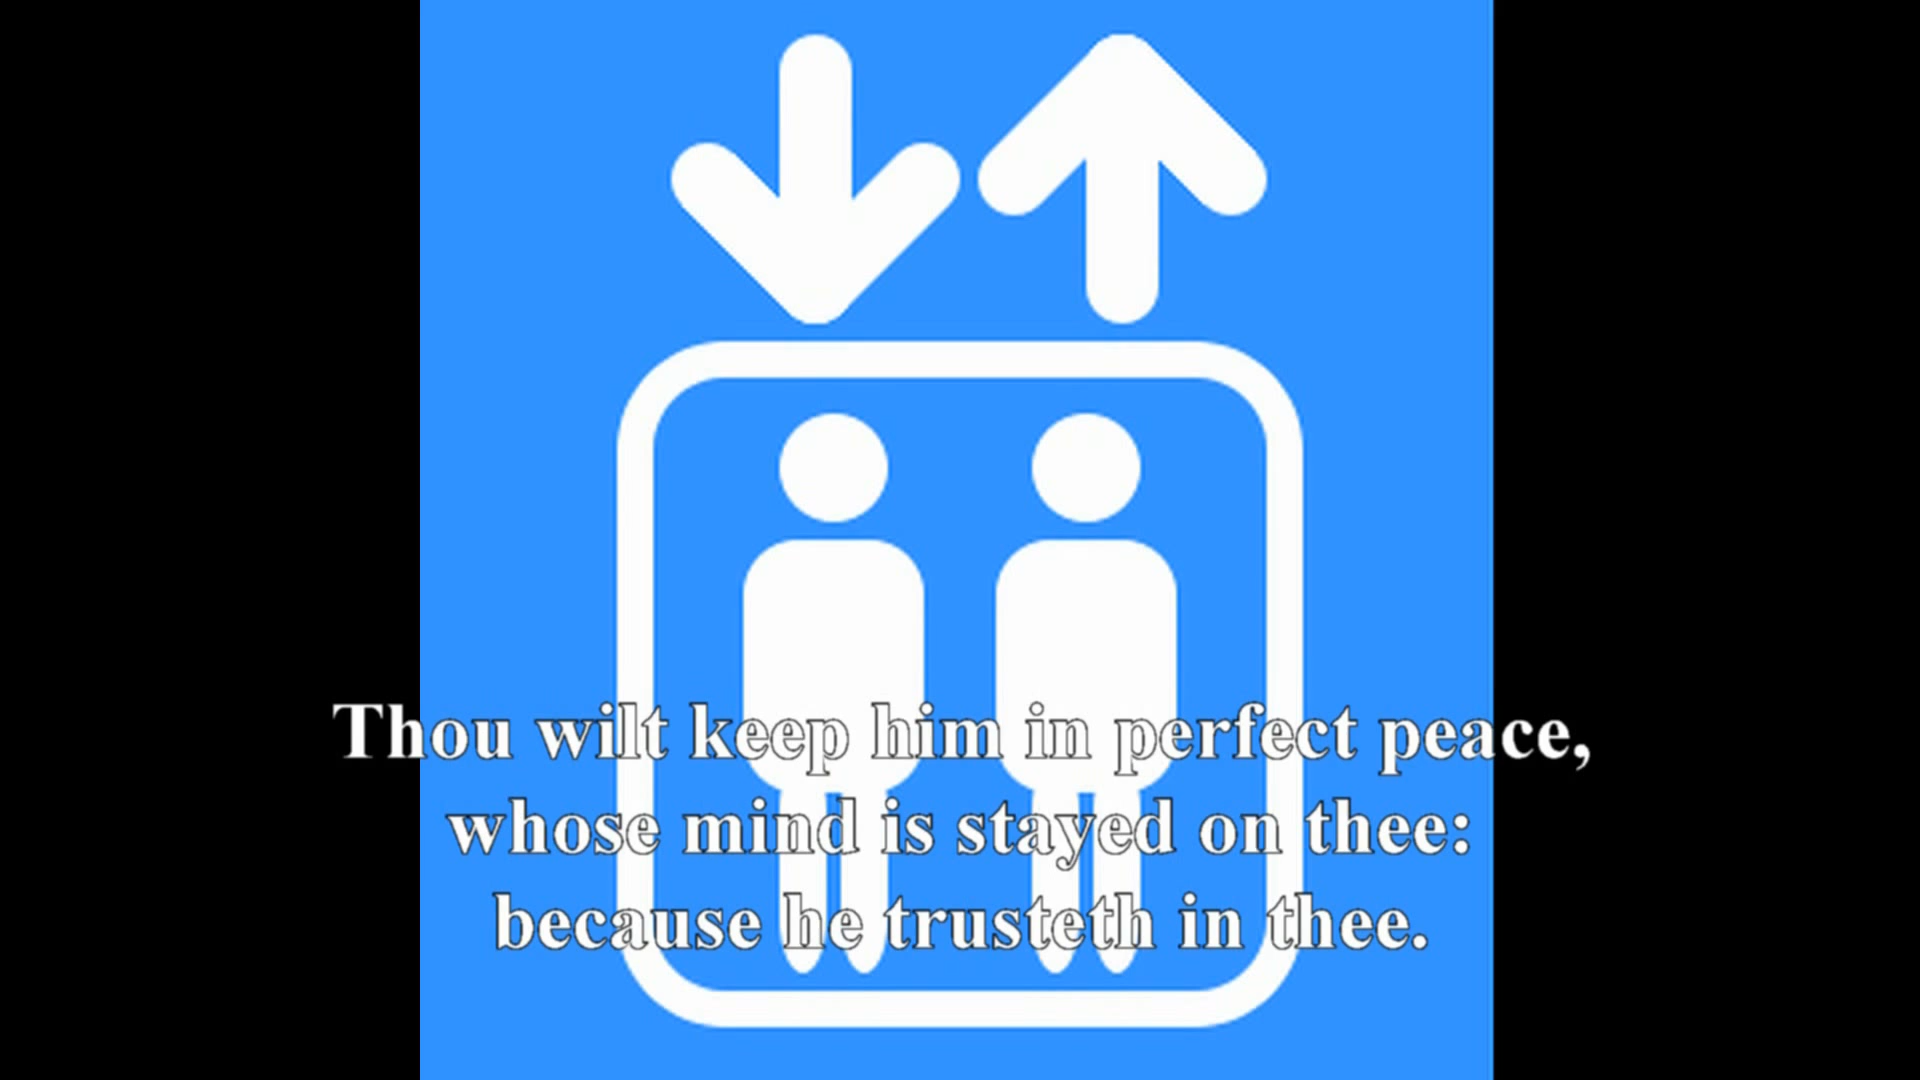 Thou wilt keep him in perfect peace,
whose mind is stayed on thee:
because he trusteth in thee.